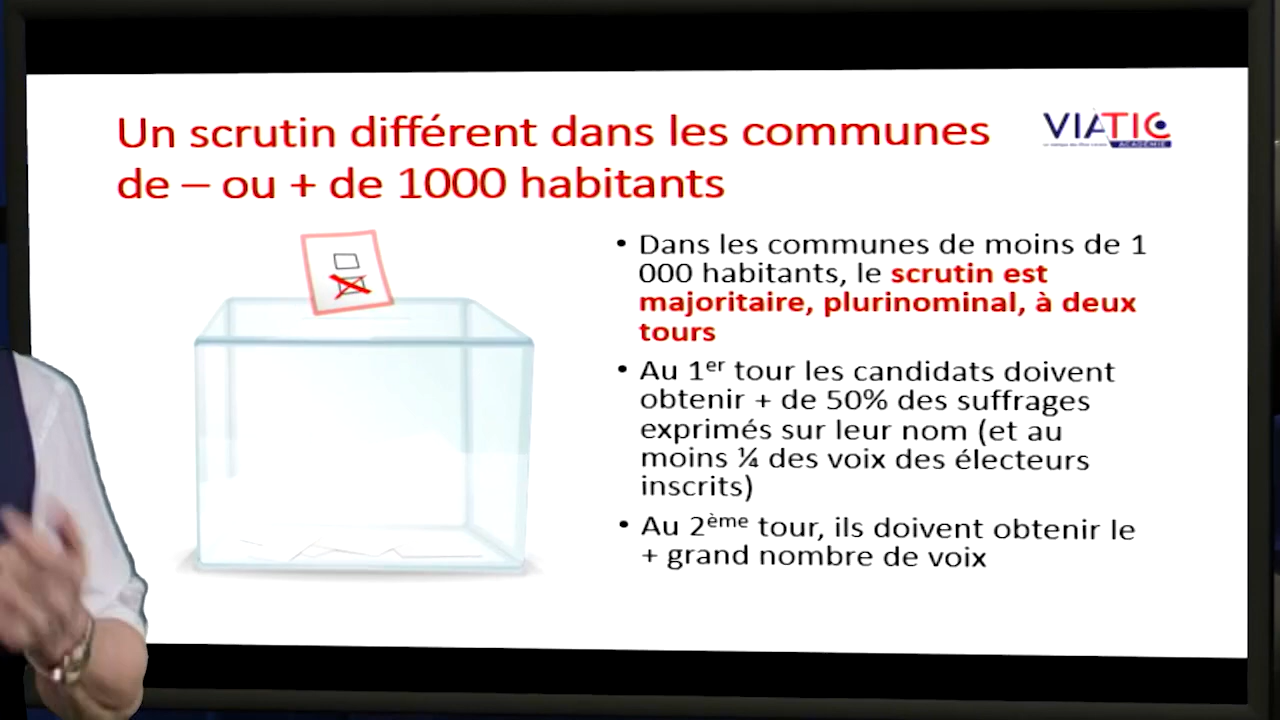 Un scrutin différent dans les communes
de – ou + de 1000 habitants
VIATIC
ACADÉMIE
• Dans les communes de moins de 1
000 habitants, le scrutin est
majoritaire, plurinominal, à deux
tours
• Au 1er tour les candidats doivent
obtenir + de 50% des suffrages
exprimés sur leur nom (et au
moins ¼ des voix des électeurs
inscrits)
• Au 2ème tour, ils doivent obtenir le
+ grand nombre de voix